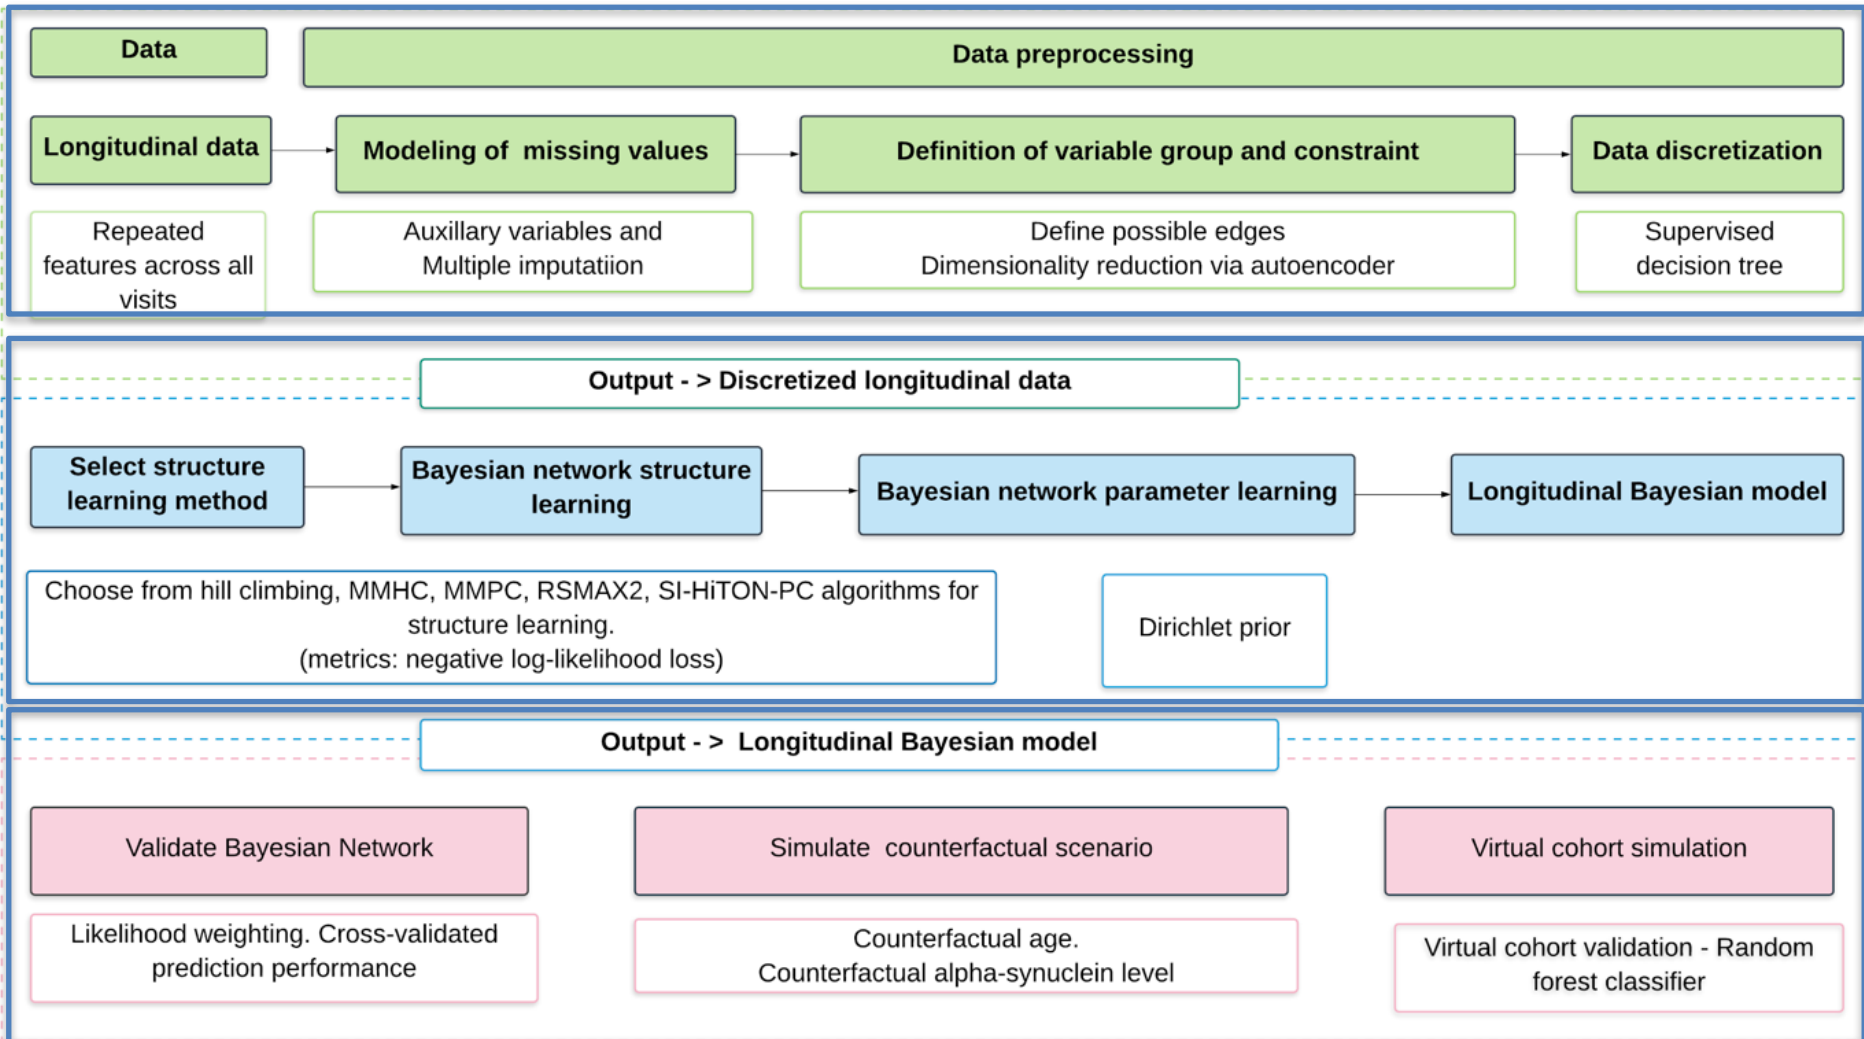 Data
Data preprocessing
Longitudinal data
Modeling of missing values
Definition of variable group and constraint
Data discretization
Repeated
features across all
visits
Auxillary variables and
Multiple imputatiion
Define possible edges
Dimensionality reduction via autoencoder
Supervised
decision tree
Output - > Discretized longitudinal data
Select structure
learning method
Bayesian network structure
learning
Bayesian network parameter learning
Longitudinal Bayesian model
Choose from hill climbing, MMHC, MMPC, RSMAX2, SI-HiTON-PC algorithms for
structure learning.
(metrics: negative log-likelihood loss)
Dirichlet prior
Output - > Longitudinal Bayesian model
Validate Bayesian Network
Simulate counterfactual scenario
Virtual cohort simulation
Likelihood weighting. Cross-validated
prediction performance
Counterfactual age.
Counterfactual alpha-synuclein level
Virtual cohort validation - Random
forest classifier